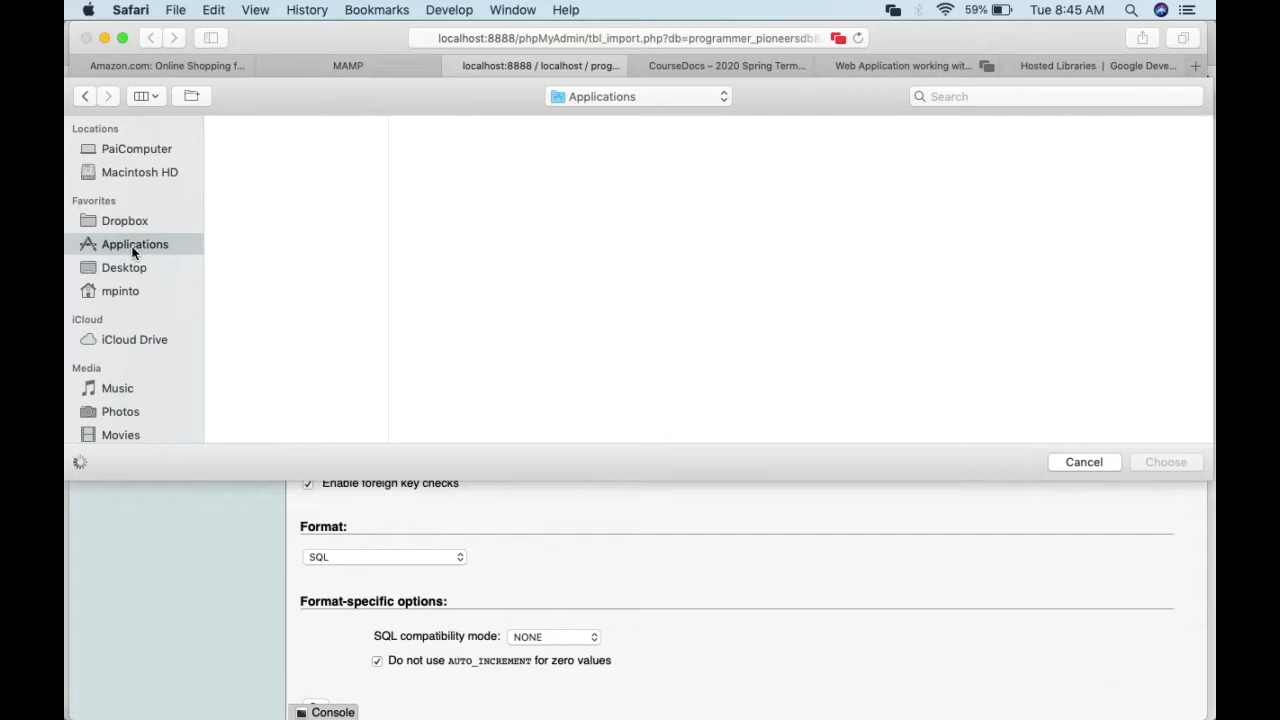 Safari File Edit View History Bookmarks Develop Window Help 59% Tue 8:45 AM
localhost:8888/phpMyAdmin/tbl_import.php?db=programmer_pioneersdb&
Amazon.com: Online Shopping f... MAMP localhost:8888 / localhost / prog... CourseDocs – 2020 Spring Term... Web Application working wit... Hosted Libraries | Google Deve...
Applications Search
Locations
PaiComputer
Macintosh HD
Favorites
Dropbox
Applications
Desktop
mpinto
iCloud
iCloud Drive
Media
Music
Photos
Movies
Cancel Choose
Enable foreign key checks
Format:
SQL
Format-specific options:
SQL compatibility mode: NONE
Do not use AUTO_INCREMENT for zero values
Console